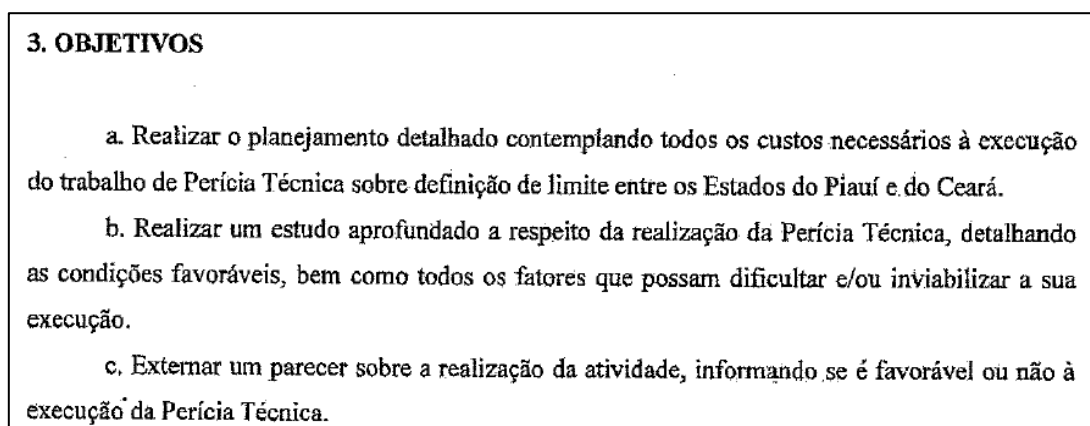 3. OBJETIVOS
a. Realizar o planejamento detalhado contemplando todos os custos necessários à execução
do trabalho de Perícia Técnica sobre definição de limite entre os Estados do Piauí e do Ceará.
b. Realizar um estudo aprofundado a respeito da realização da Perícia Técnica, detalhando
as condições favoráveis, bem como todos os fatores que possam dificultar e/ou inviabilizar a sua
execução.
c. Externar um parecer sobre a realização da atividade, informando se é favorável ou não à
execução da Perícia Técnica.